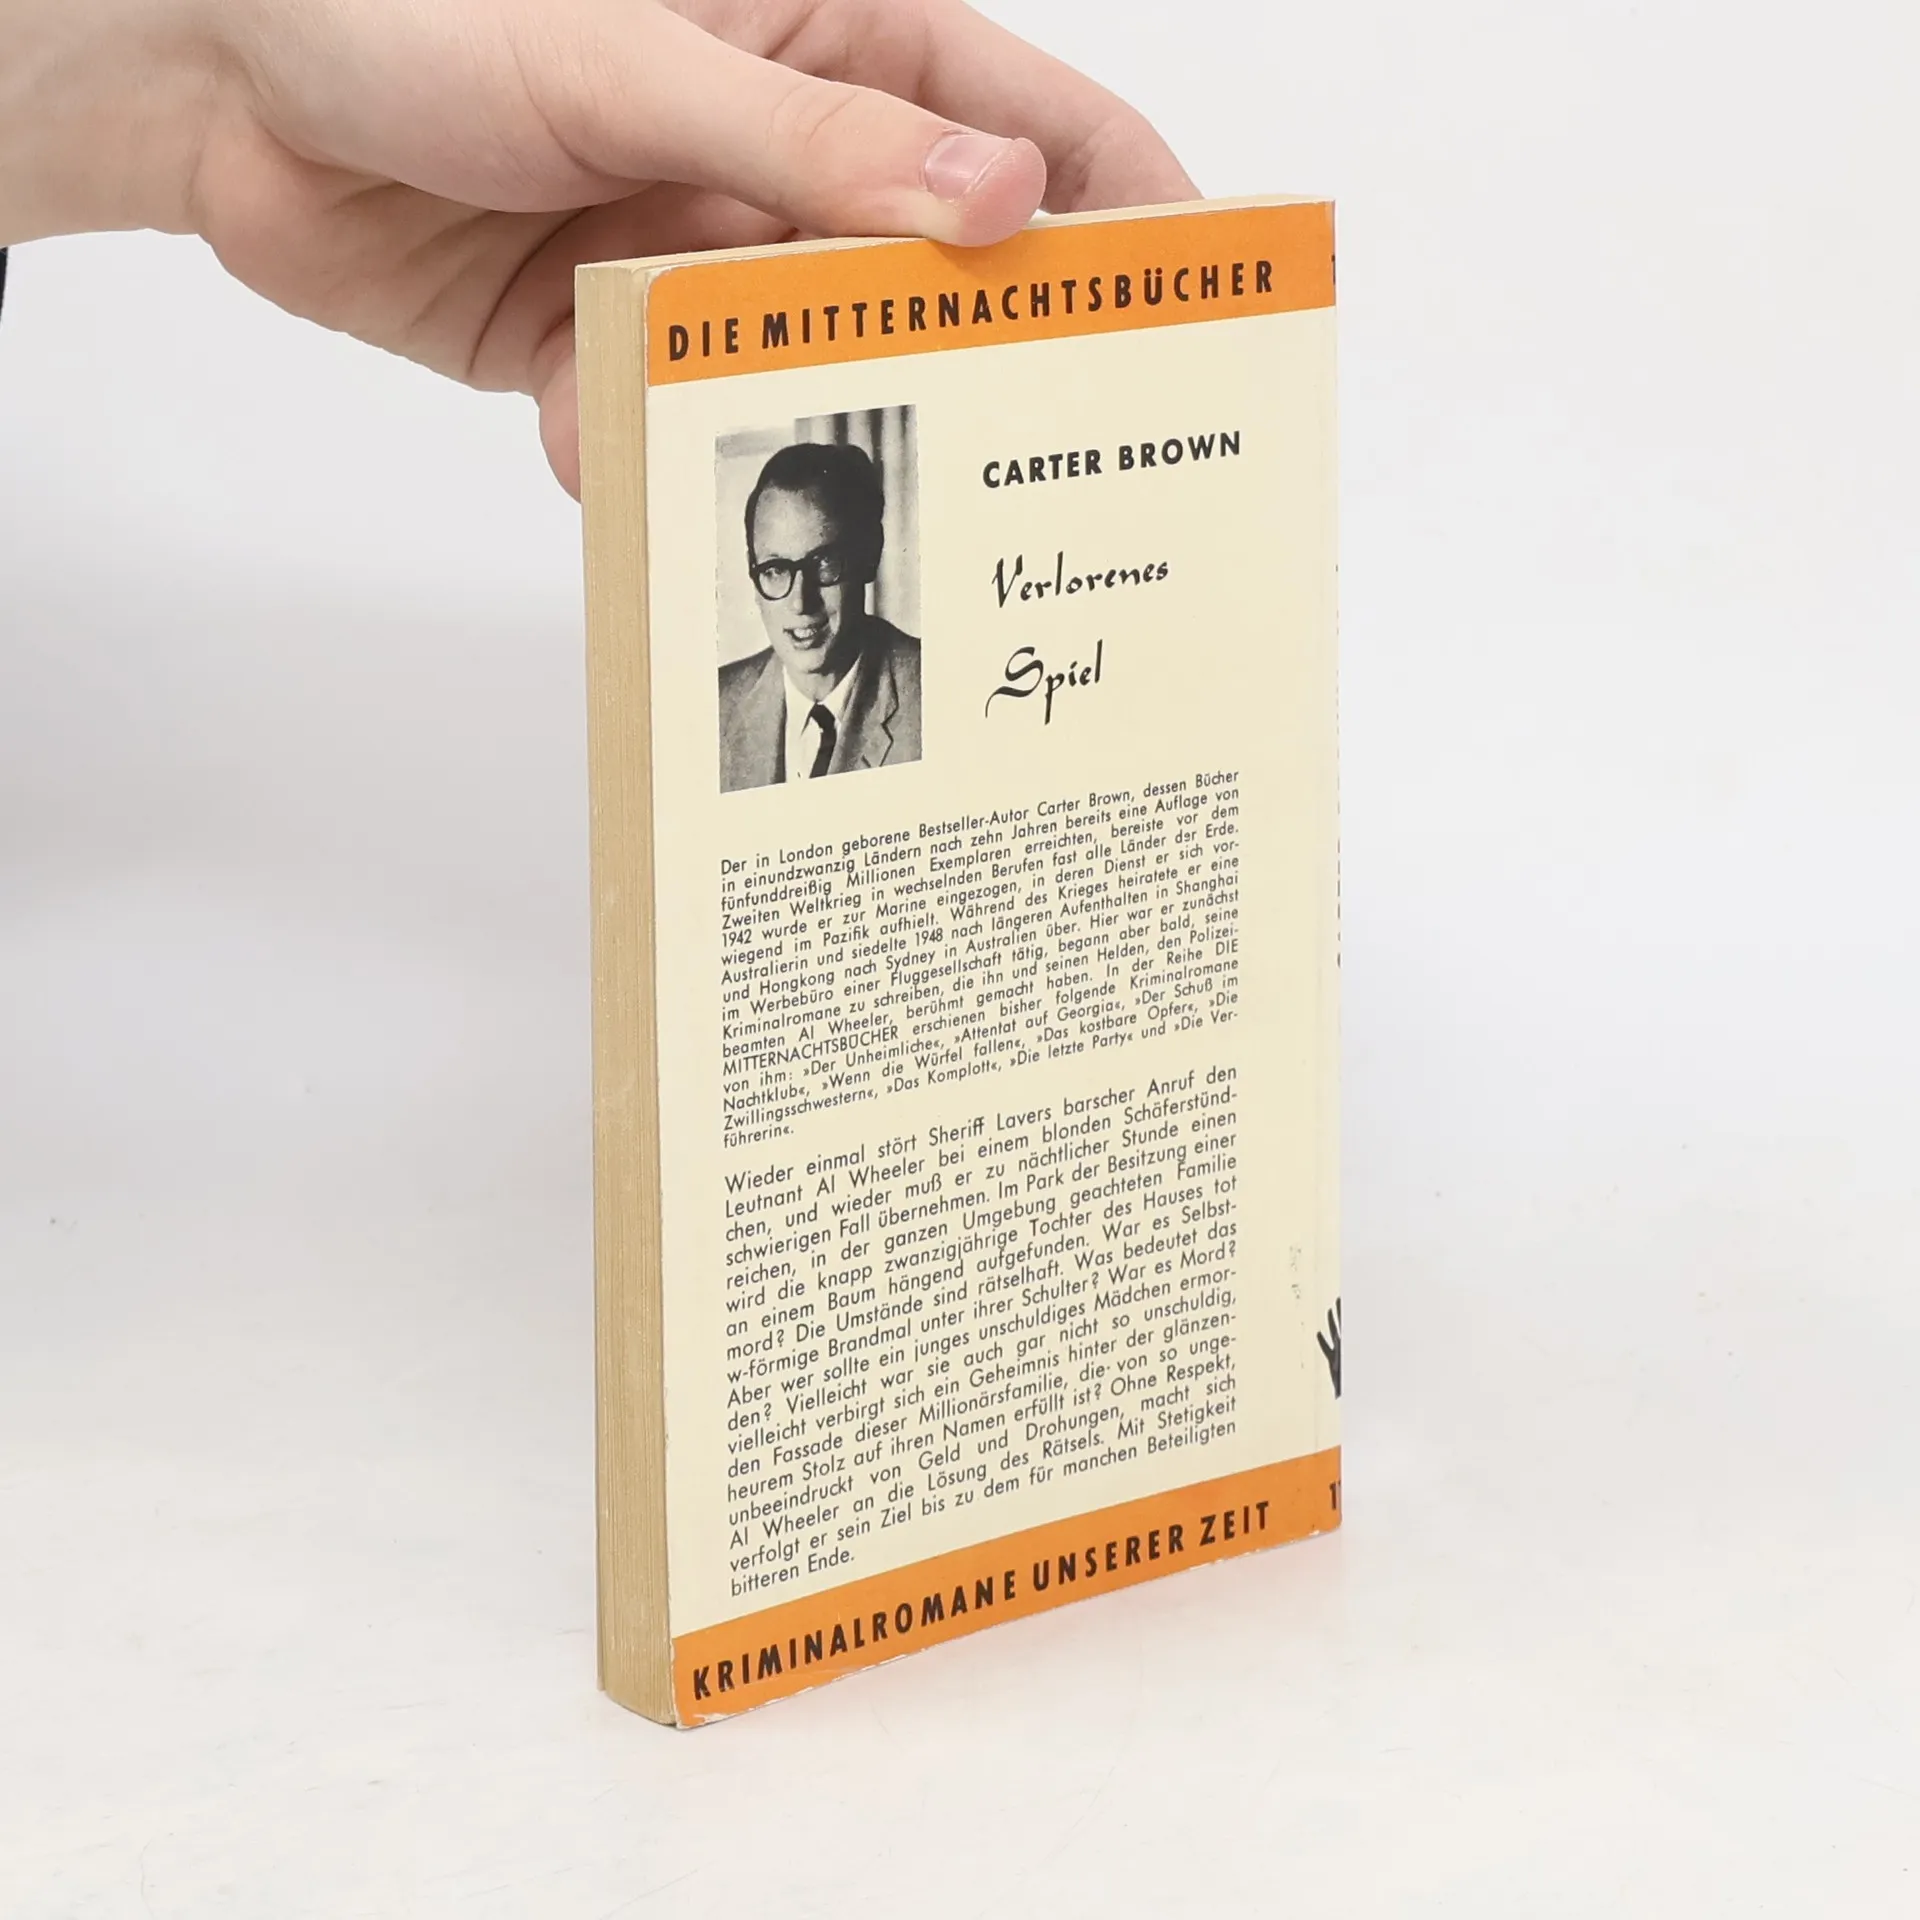 DIE MITTERNACHTSBÜCHER
CARTER BROWN
Verlorenes
Spiel
Der in London geborene Bestseller-Autor Carter Brown, dessen Bücher
in einundzwanzig Ländern nach zehn Jahren bereits eine Auflage von
fünfunddreißig Millionen Exemplaren erreichten, bereiste vor dem
Zweiten Weltkrieg in wechselnden Berufen fast alle Länder der Erde.
1942 wurde er zur Marine eingezogen, in deren Dienst er sich vor-
wiegend im Pazifik aufhielt. Während des Krieges heiratete er eine
Australierin und siedelte 1948 nach längeren Aufenthalten in Shanghai
und Hongkong nach Sydney in Australien über. Hier war er zunächst
im Werbebüro einer Fluggesellschaft tätig, begann aber bald, seine
Kriminalromane zu schreiben, die ihn und seinen Helden, den Polizei-
beamten Al Wheeler, berühmt gemacht haben. In der Reihe DIE
MITTERNACHTSBÜCHER erschienen bisher folgende Kriminalromane
von ihm: »Der Unheimliche«, »Attentat auf Georgia«, »Der Schuß im
Nachtklub«, »Wenn die Würfel fallen«, »Das kostbare Opfer«, »Die
Zwillingsschwestern«, »Das Komplott«, »Die letzte Party« und »Die Ver-
führerin«.
Wieder einmal stört Sheriff Lavers barscher Anruf den
Leutnant Al Wheeler bei einem blonden Schäferstünd-
chen, und wieder muß er zu nächtlicher Stunde einen
schwierigen Fall übernehmen. Im Park der Besitzung einer
reichen, in der ganzen Umgebung geachteten Familie
wird die knapp zwanzigjährige Tochter des Hauses tot
an einem Baum hängend aufgefunden. War es Selbst-
mord? Die Umstände sind rätselhaft. Was bedeutet das
w-förmige Brandmal unter ihrer Schulter? War es Mord?
Aber wer sollte ein junges unschuldiges Mädchen ermor-
den? Vielleicht war sie auch gar nicht so unschuldig,
vielleicht verbirgt sich ein Geheimnis hinter der glänzen-
den Fassade dieser Millionärsfamilie, die von so unge-
heurem Stolz auf ihren Namen erfüllt ist? Ohne Respekt,
unbeeindruckt von Geld und Drohungen, macht sich
Al Wheeler an die Lösung des Rätsels. Mit Stetigkeit
verfolgt er sein Ziel bis zu dem für manchen Beteiligten
bitteren Ende.
KRIMINALROMANE UNSERER ZEIT